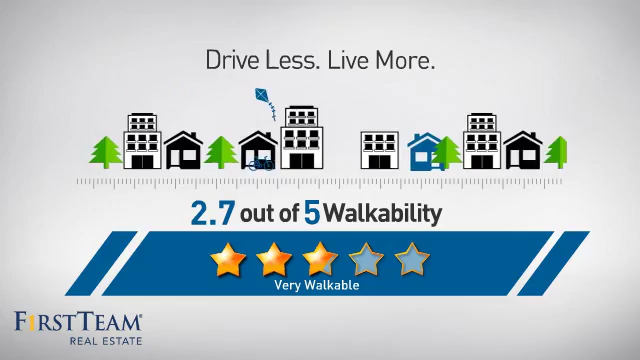 Drive Less. Live More.
2.7 out of 5 Walkability
Very Walkable
FIRSTTEAM®
REAL ESTATE